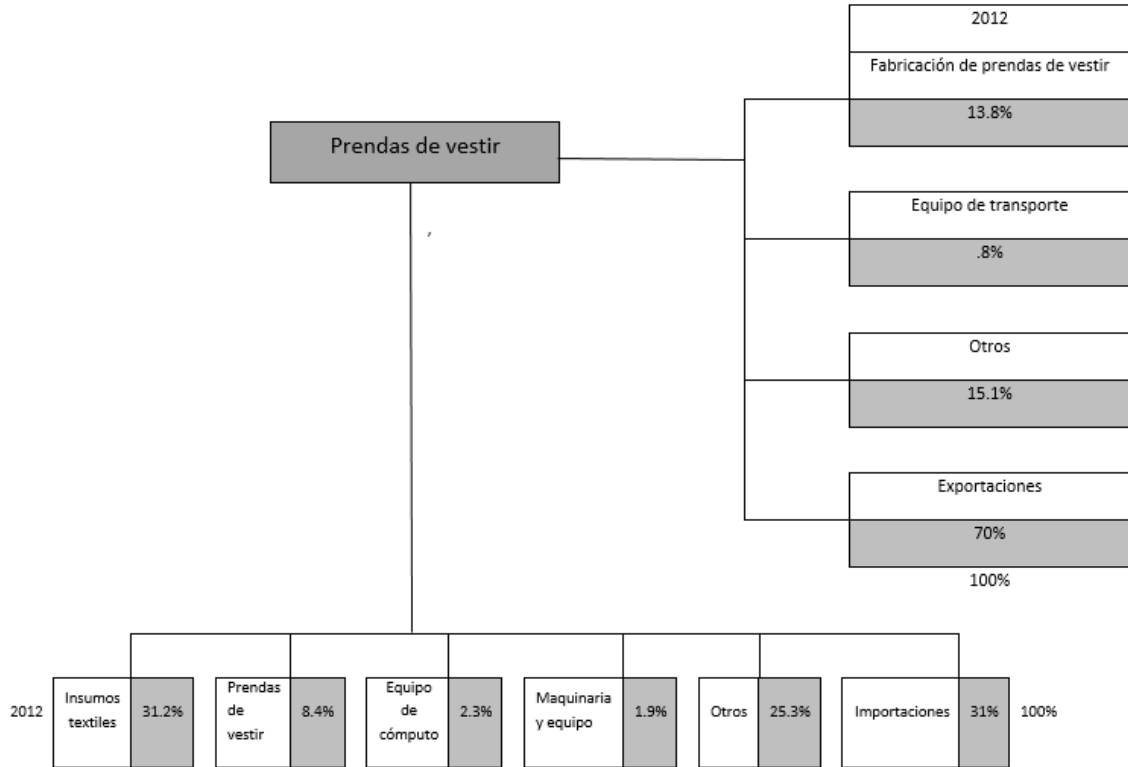 2012
Fabricación de prendas de vestir
13.8%
Prendas de vestir
Equipo de transporte
.8%
Otros
15.1%
Exportaciones
70%
100%
2012
Insumos
textiles
31.2%
Prendas
de
vestir
8.4%
Equipo
de
cómputo
2.3%
Maquinaria
y equipo
1.9%
Otros
25.3%
Importaciones
31%
100%